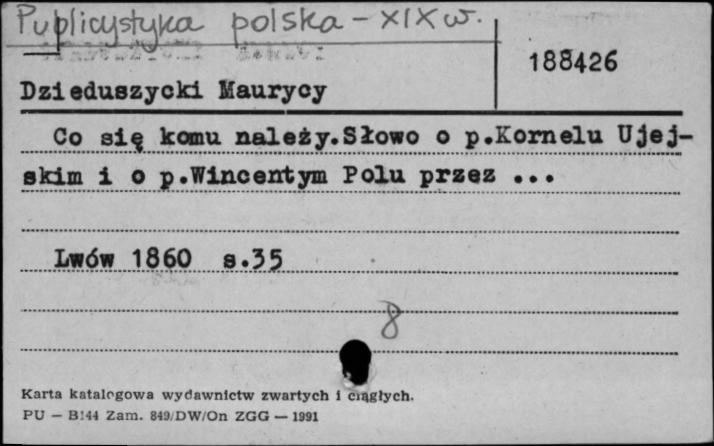 Publicystyka polska - XIX w.
188426
Dzieduszycki Maurycy
Co się komu należy.Słowo o p.Kornelu Ujej-
skim i o p.Wincentym Polu przez ...
Lwów 1860 s.35
8
Karta katalogowa wydawnictw zwartych i ciągłych.
PU — B144 Zam. 849/DW/On ZGG — 1991